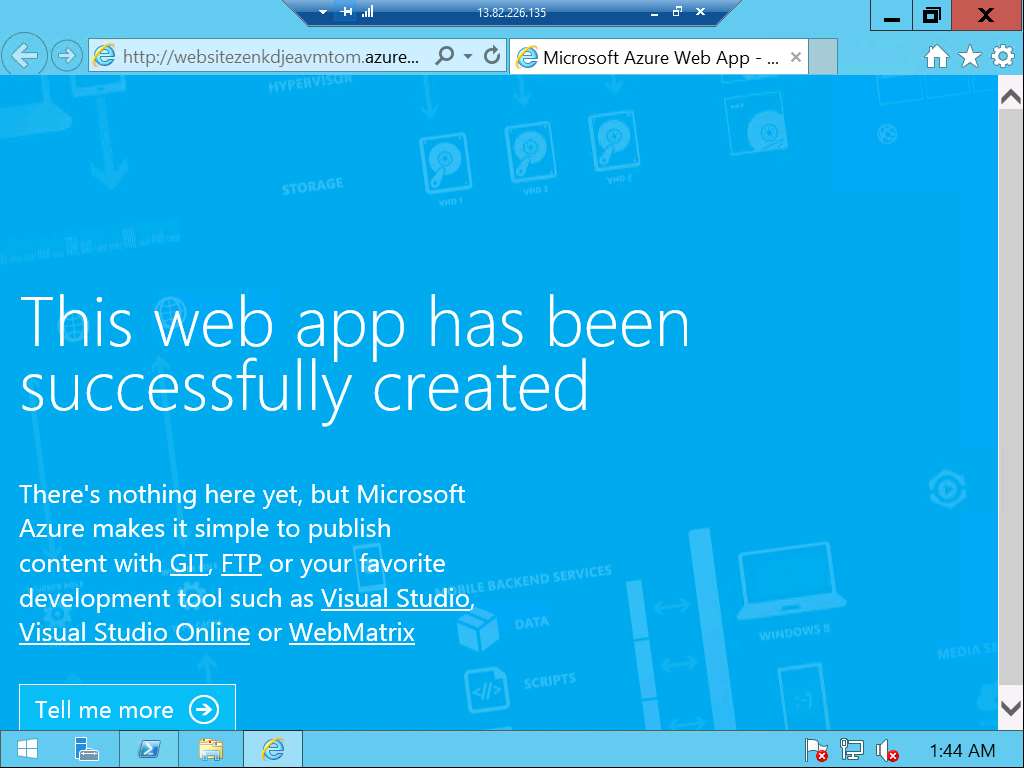 13.82.226.135
http://websitezenkdjeavmtom.azure...
Microsoft Azure Web App - ...
HYPERVISOR
STORAGE
VHD 1
VHD 3
VHD 2
This web app has been
successfully created
There's nothing here yet, but Microsoft
Azure makes it simple to publish
content with GIT, FTP or your favorite
development tool such as Visual Studio,
Visual Studio Online or WebMatrix
MOBILE BACKEND SERVICES
DATA
WINDOWS 8
MEDIA SE
SCRIPTS
Tell me more
1:44 AM